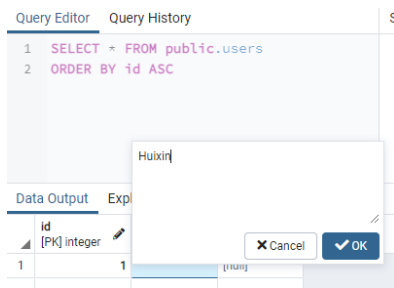 Query Editor Query History S
1 SELECT * FROM public.users
2 ORDER BY id ASC
Huixin
Data Output Expl
id
[PK] integer
Cancel OK
1 1 [null]